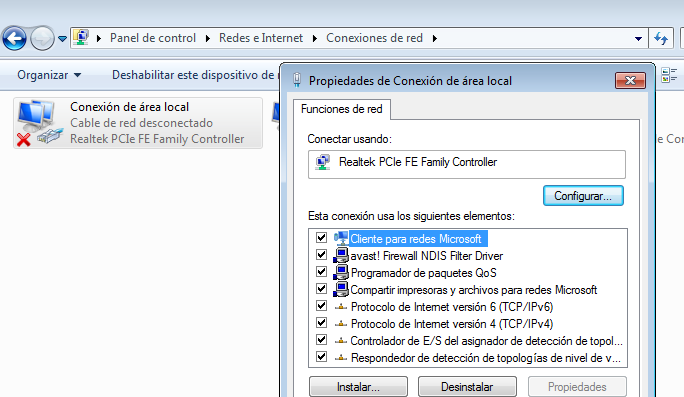 Panel de control Redes e Internet Conexiones de red
Organizar Deshabilitar este dispositivo de
Conexión de área local
Cable de red desconectado
Realtek PCIe FE Family Controller
Propiedades de Conexión de área local
Funciones de red
Conectar usando:
Realtek PCIe FE Family Controller
Configurar...
Esta conexión usa los siguientes elementos:
Cliente para redes Microsoft
avast! Firewall NDIS Filter Driver
Programador de paquetes QoS
Compartir impresoras y archivos para redes Microsoft
Protocolo de Internet versión 6 (TCP/IPv6)
Protocolo de Internet versión 4 (TCP/IPv4)
Controlador de E/S del asignador de detección de topol...
Respondedor de detección de topologías de nivel de v...
Instalar... Desinstalar Propiedades